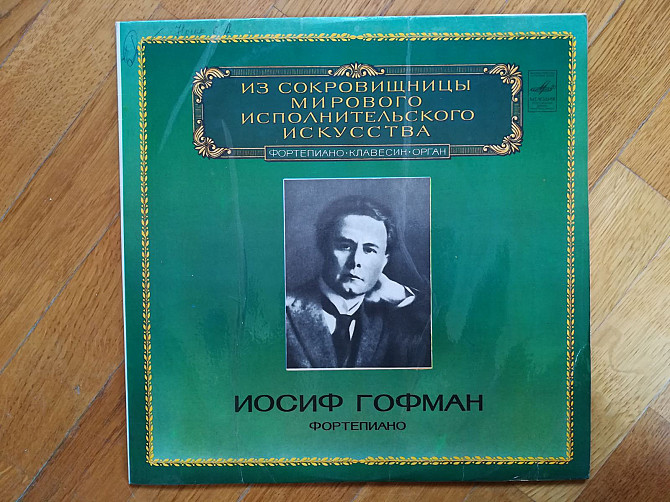 ИЗ СОКРОВИЩНИЦЫ
МИРОВОГО
ИСПОЛНИТЕЛЬСКОГО
ИСКУССТВА
ФОРТЕПИАНО · КЛАВЕСИН · ОРГАН
ИОСИФ ГОФМАН
ФОРТЕПИАНО